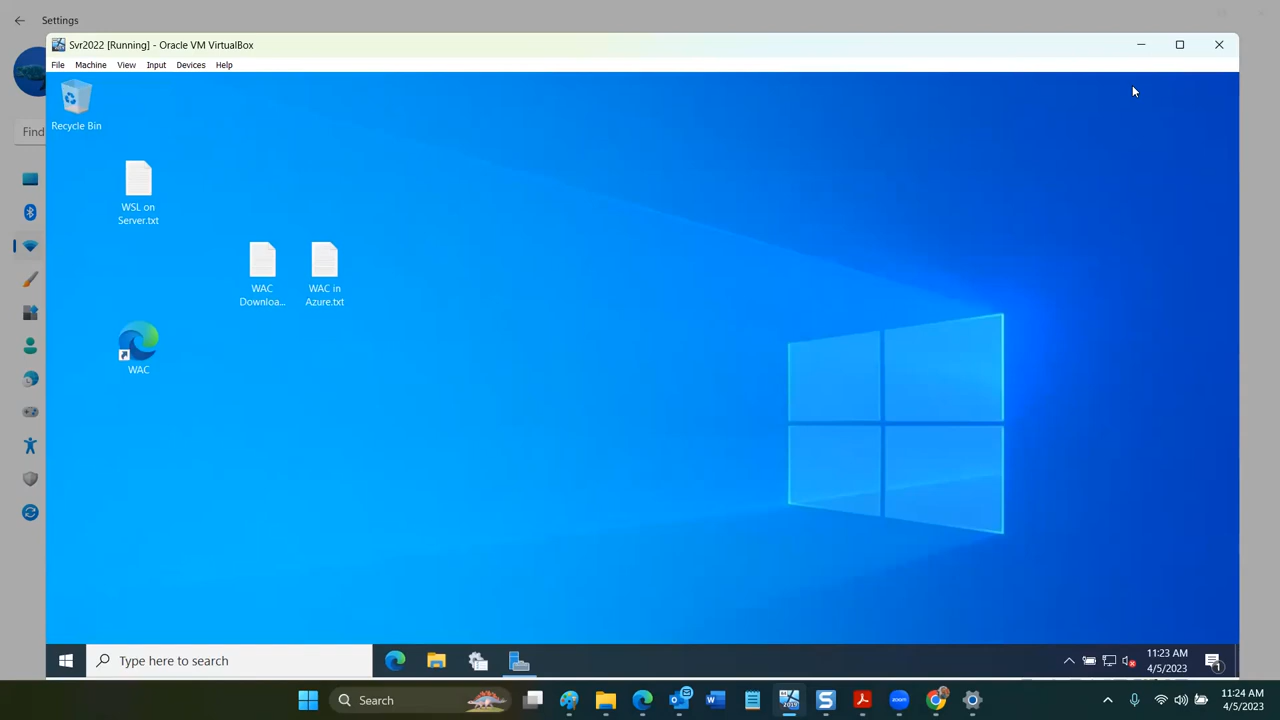 Settings
Svr2022 [Running] - Oracle VM VirtualBox
File Machine View Input Devices Help
Recycle Bin
Find
WSL on
Server.txt
WAC
Downloa...
WAC in
Azure.txt
WAC
Type here to search
11:23 AM
4/5/2023
1
Search
2019
11:24 AM
4/5/2023